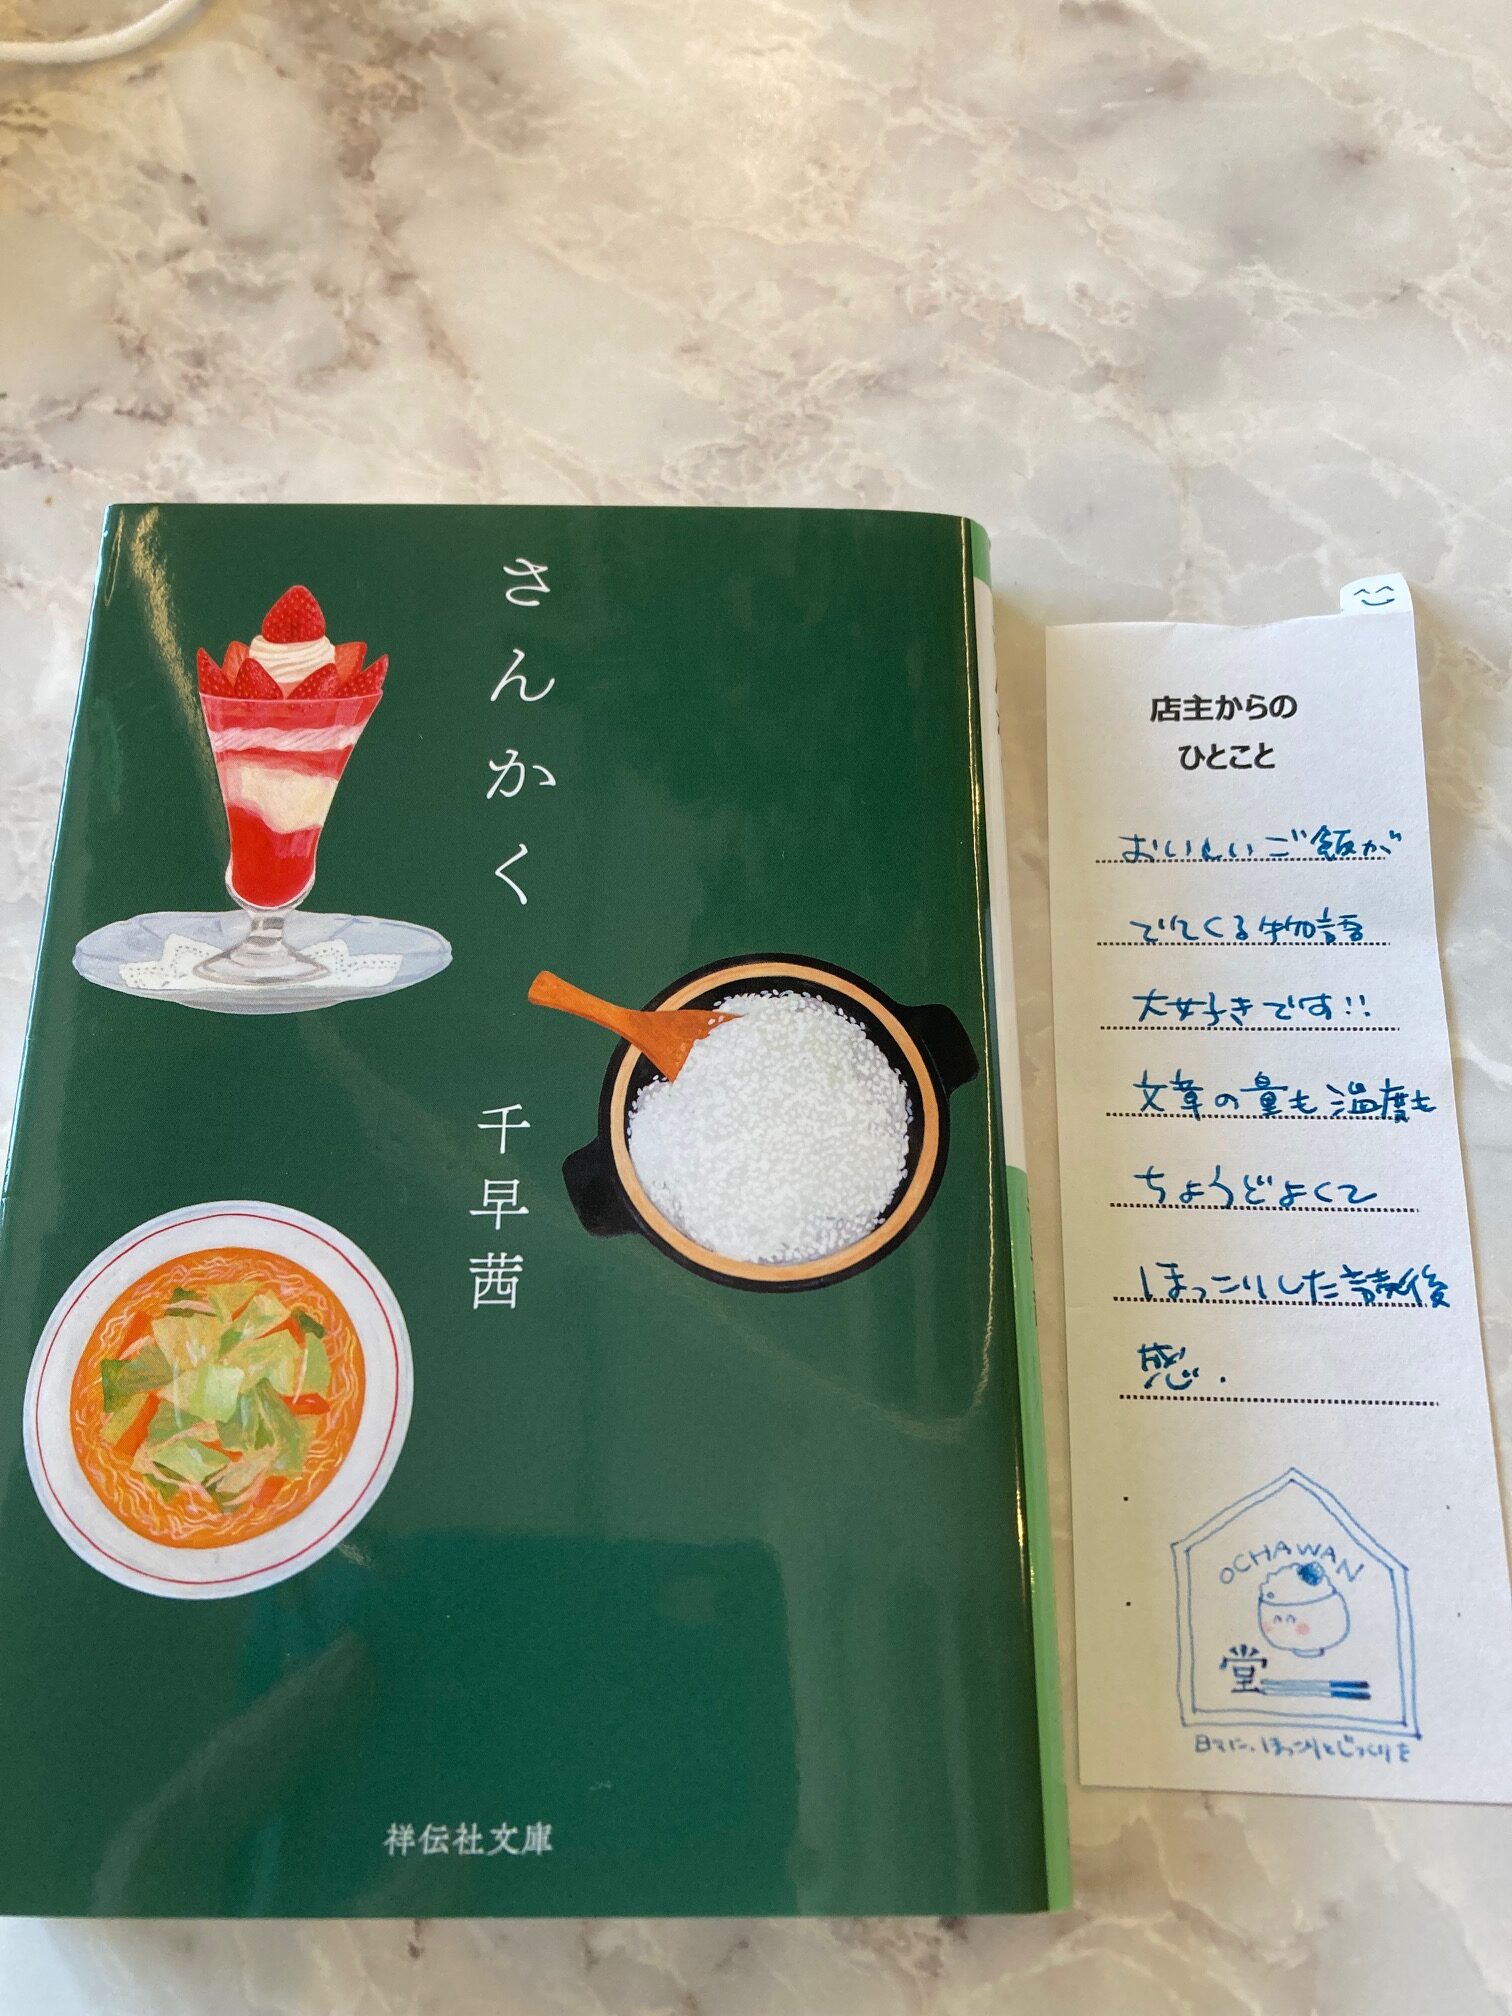 さんかく
千早茜
祥伝社文庫
店主からの
ひとこと
おいしいご飯が
でてくる物語
大好きです!!
文章の量も温度も
ちょうどよくて
ほっこりした読後
感.
OCHAWAN
堂
日々に、ほっこりとじっくりを